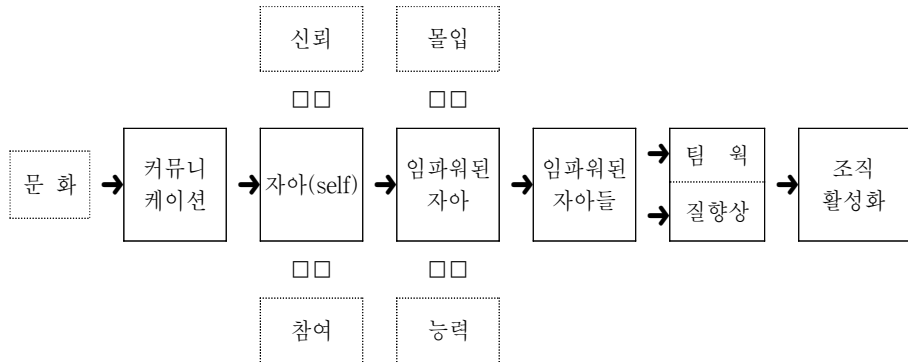 신뢰
몰입
□□
□□
문 화
커뮤니
케이션
자아(self)
임파워된
자아
임파워된
자아들
팀 웍
질향상
조직
활성화
□□
□□
참여
능력